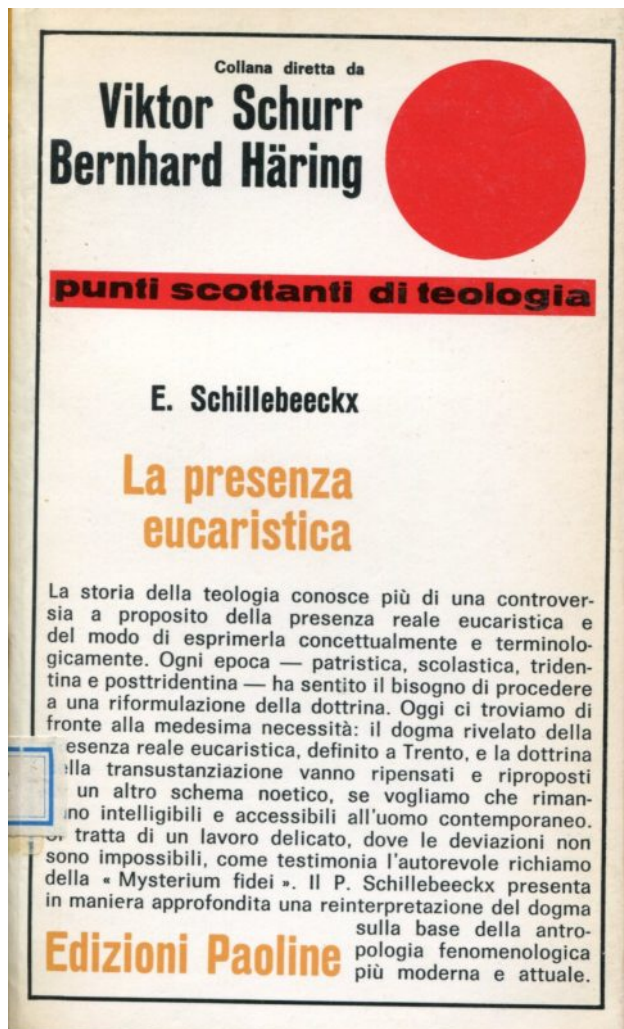 Collana diretta da
Viktor Schurr
Bernhard Häring
punti scottanti di teologia
E. Schillebeeckx
La presenza
eucaristica
La storia della teologia conosce più di una controver-
sia a proposito della presenza reale eucaristica e
del modo di esprimerla concettualmente e terminolo-
gicamente. Ogni epoca — patristica, scolastica, triden-
tina e posttridentina — ha sentito il bisogno di procedere
a una riformulazione della dottrina. Oggi ci troviamo di
fronte alla medesima necessità: il dogma rivelato della
esenza reale eucaristica, definito a Trento, e la dottrina
ella transustanziazione vanno ripensati e riproposti
un altro schema noetico, se vogliamo che riman-
no intelligibili e accessibili all'uomo contemporaneo.
Si tratta di un lavoro delicato, dove le deviazioni non
sono impossibili, come testimonia l'autorevole richiamo
della « Mysterium fidei ». Il P. Schillebeeckx presenta
in maniera approfondita una reinterpretazione del dogma
sulla base della antro-
pologia fenomenologica
più moderna e attuale.
Edizioni Paoline